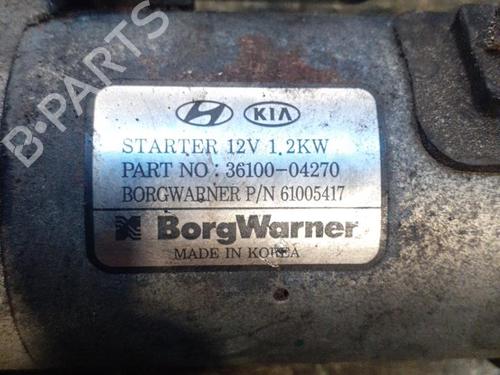 B-PARTS
KIA
STARTER 12V 1.2KW
PART NO : 36100-04270
BORGWARNER P/N 61005417
BorgWarner
MADE IN KOREA